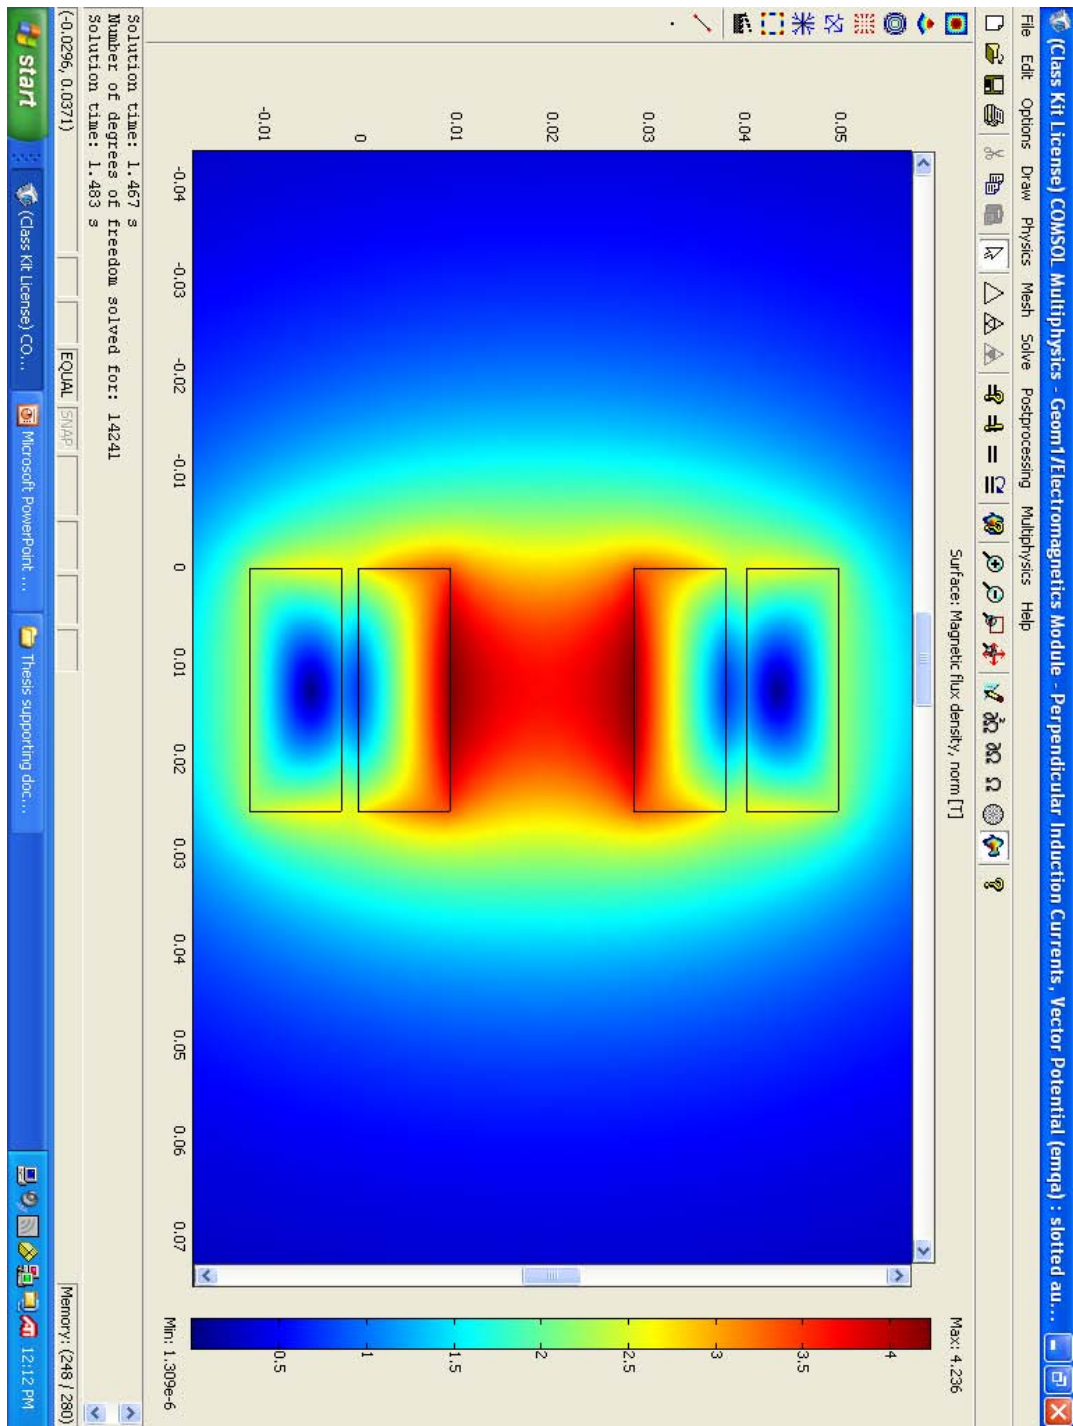 (Class Kit License) COMSOL Multiphysics - Geom1/Electromagnetics Module - Perpendicular Induction Currents, Vector Potential (emqa) : slotted au...
File Edit Options Draw Physics Mesh Solve Postprocessing Multiphysics Help
Surface: Magnetic flux density, norm [T]
Max: 4.236
0.05
0.04
0.03
0.02
0.01
0
-0.01
-0.04 -0.03 -0.02 -0.01 0 0.01 0.02 0.03 0.04 0.05 0.06 0.07
4
3.5
3
2.5
2
1.5
1
0.5
Min: 1.309e-6
Solution time: 1.467 s
Number of degrees of freedom solved for: 14241
Solution time: 1.483 s
(-0.0296, 0.0371) EQUAL SNAP Memory: (248 / 280)
start (Class Kit License) CO... Microsoft PowerPoint ... Thesis supporting doc... 12:12 PM